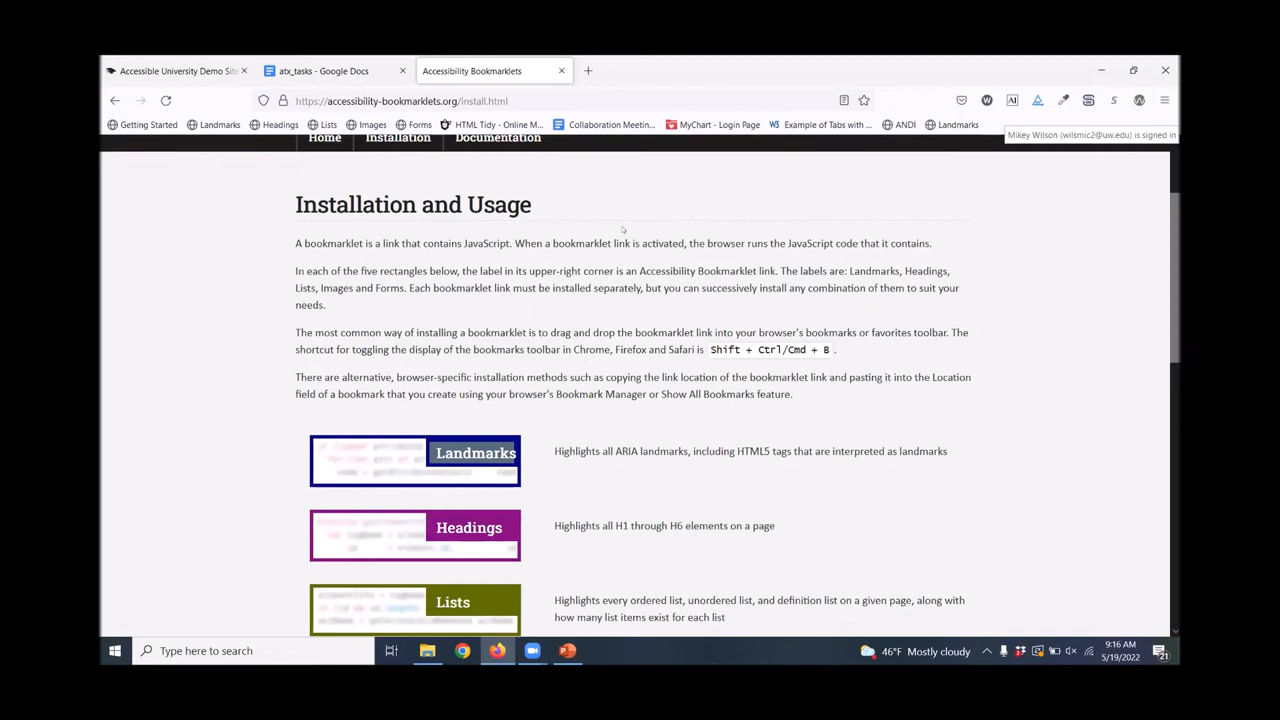 Accessible University Demo Site
atx_tasks - Google Docs
Accessibility Bookmarklets
https://accessibility-bookmarklets.org/install.html
Getting Started
Landmarks
Headings
Lists
Images
Forms
HTML Tidy - Online M...
Collaboration Meetin...
MyChart - Login Page
Example of Tabs with ...
ANDI
Landmarks
Mikey Wilson (wilsmic2@uw.edu) is signed in
Home
Installation
Documentation
Installation and Usage
A bookmarklet is a link that contains JavaScript. When a bookmarklet link is activated, the browser runs the JavaScript code that it contains.
In each of the five rectangles below, the label in its upper-right corner is an Accessibility Bookmarklet link. The labels are: Landmarks, Headings,
Lists, Images and Forms. Each bookmarklet link must be installed separately, but you can successively install any combination of them to suit your
needs.
The most common way of installing a bookmarklet is to drag and drop the bookmarklet link into your browser's bookmarks or favorites toolbar. The
shortcut for toggling the display of the bookmarks toolbar in Chrome, Firefox and Safari is Shift + Ctrl/Cmd + B .
There are alternative, browser-specific installation methods such as copying the link location of the bookmarklet link and pasting it into the Location
field of a bookmark that you create using your browser's Bookmark Manager or Show All Bookmarks feature.
Landmarks
Highlights all ARIA landmarks, including HTML5 tags that are interpreted as landmarks
Headings
Highlights all H1 through H6 elements on a page
Lists
Highlights every ordered list, unordered list, and definition list on a given page, along with
how many list items exist for each list
Type here to search
46°F Mostly cloudy
9:16 AM
5/19/2022
21